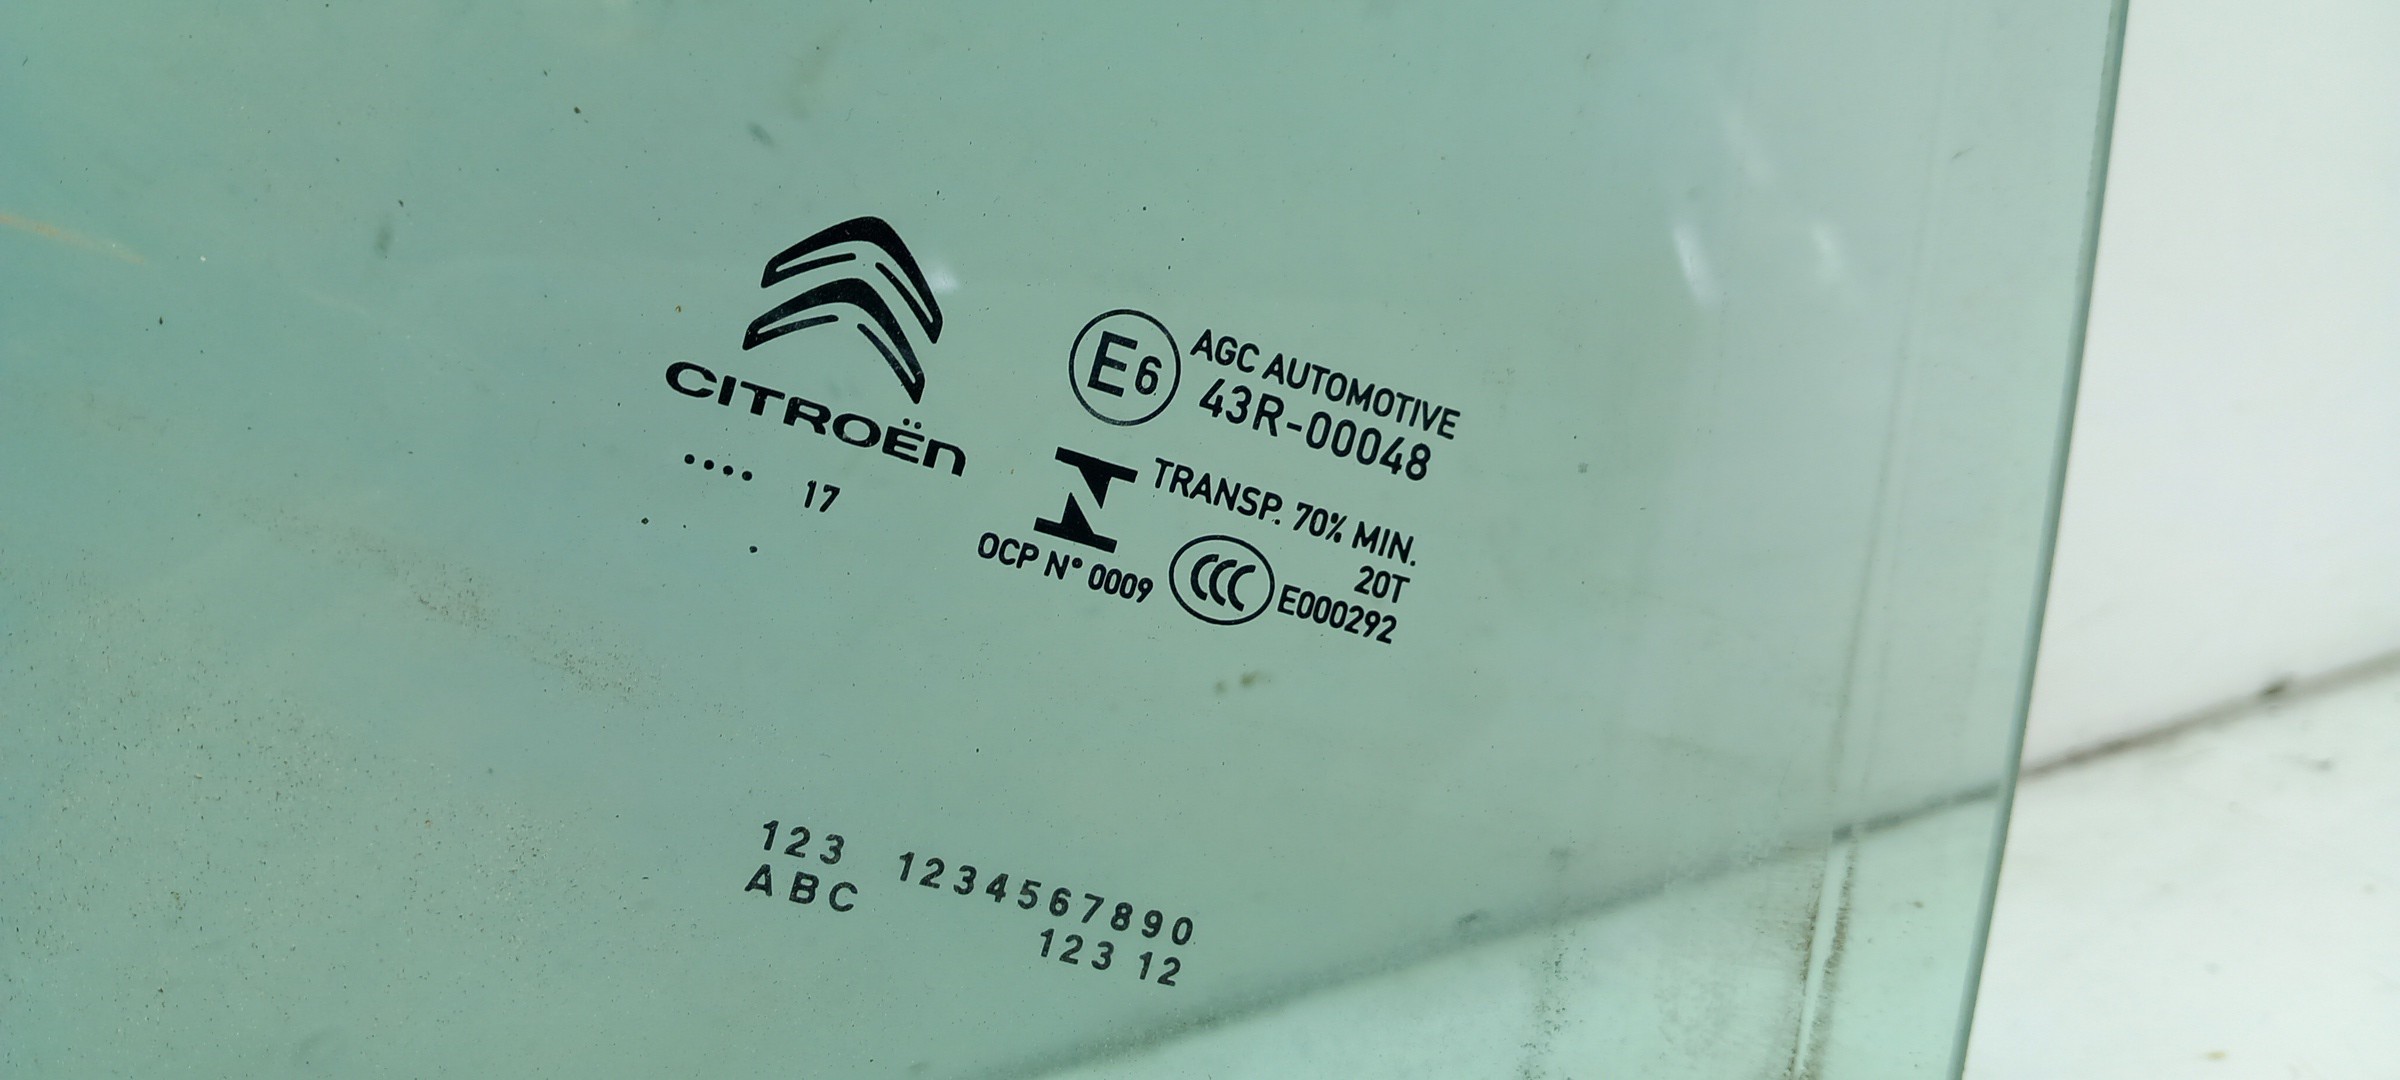 CITROËN
.... 17
E6
AGC AUTOMOTIVE
43R-00048
TRANSP. 70% MIN.
20T
OCP N° 0009
CCC
E000292
123 1234567890
ABC
123 12